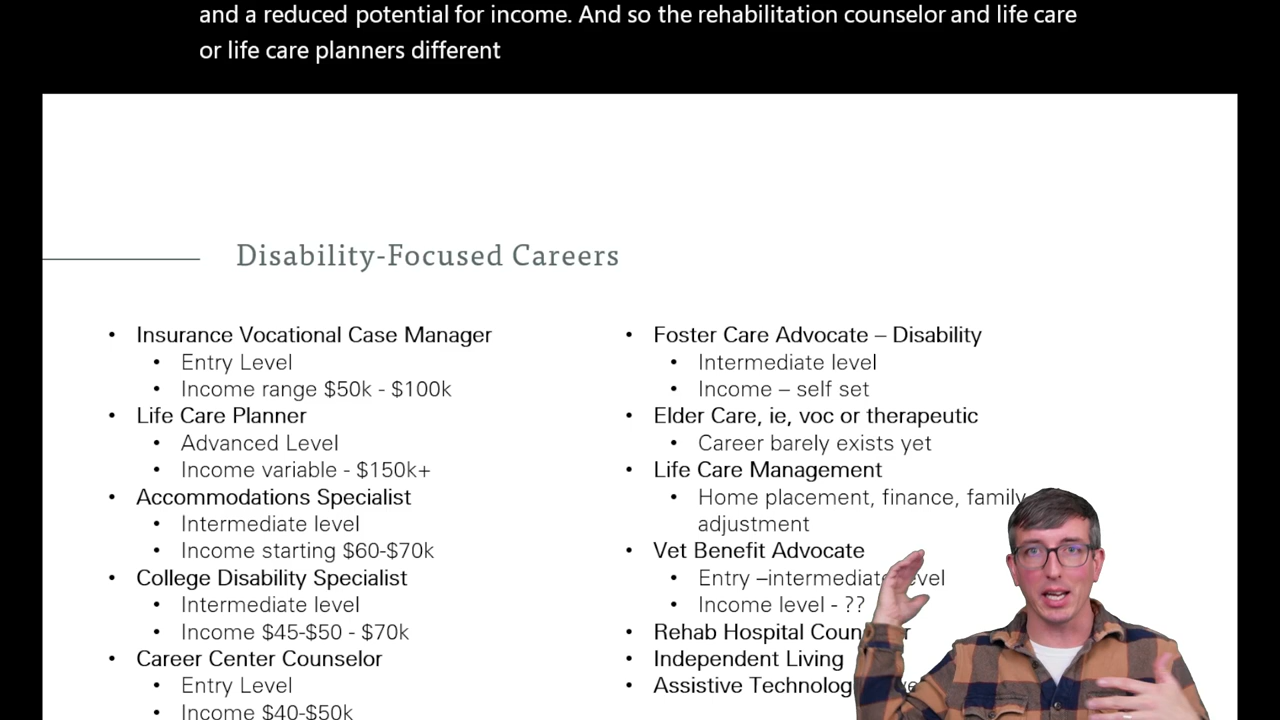 and a reduced potential for income. And so the rehabilitation counselor and life care
or life care planners different
Disability-Focused Careers
• Insurance Vocational Case Manager
• Entry Level
• Income range $50k - $100k
• Life Care Planner
• Advanced Level
• Income variable - $150k+
• Accommodations Specialist
• Intermediate level
• Income starting $60-$70k
• College Disability Specialist
• Intermediate level
• Income $45-$50 - $70k
• Career Center Counselor
• Entry Level
• Income $40-$50k
• Foster Care Advocate – Disability
• Intermediate level
• Income – self set
• Elder Care, ie, voc or therapeutic
• Career barely exists yet
• Life Care Management
• Home placement, finance, family
adjustment
• Vet Benefit Advocate
• Entry –intermediate level
• Income level - ??
• Rehab Hospital
• Independent Living
• Assistive